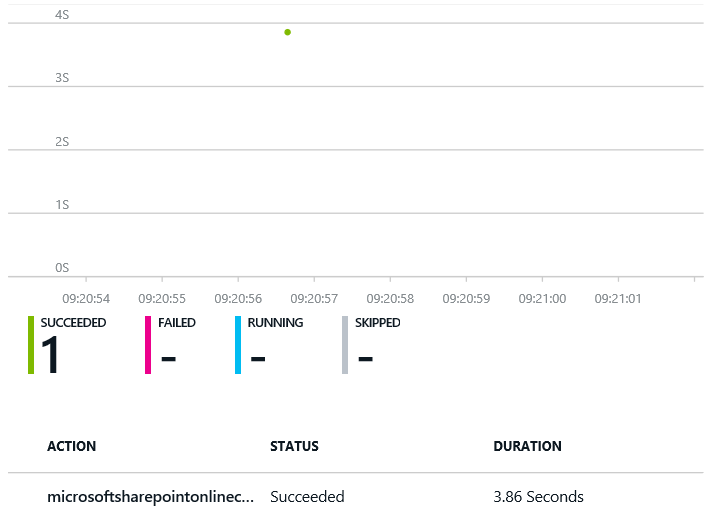 4S
3S
2S
1S
0S
09:20:54 09:20:55 09:20:56 09:20:57 09:20:58 09:20:59 09:21:00 09:21:01
SUCCEEDED FAILED RUNNING SKIPPED
1 - - -
ACTION STATUS DURATION
microsoftsharepointonlinec... Succeeded 3.86 Seconds